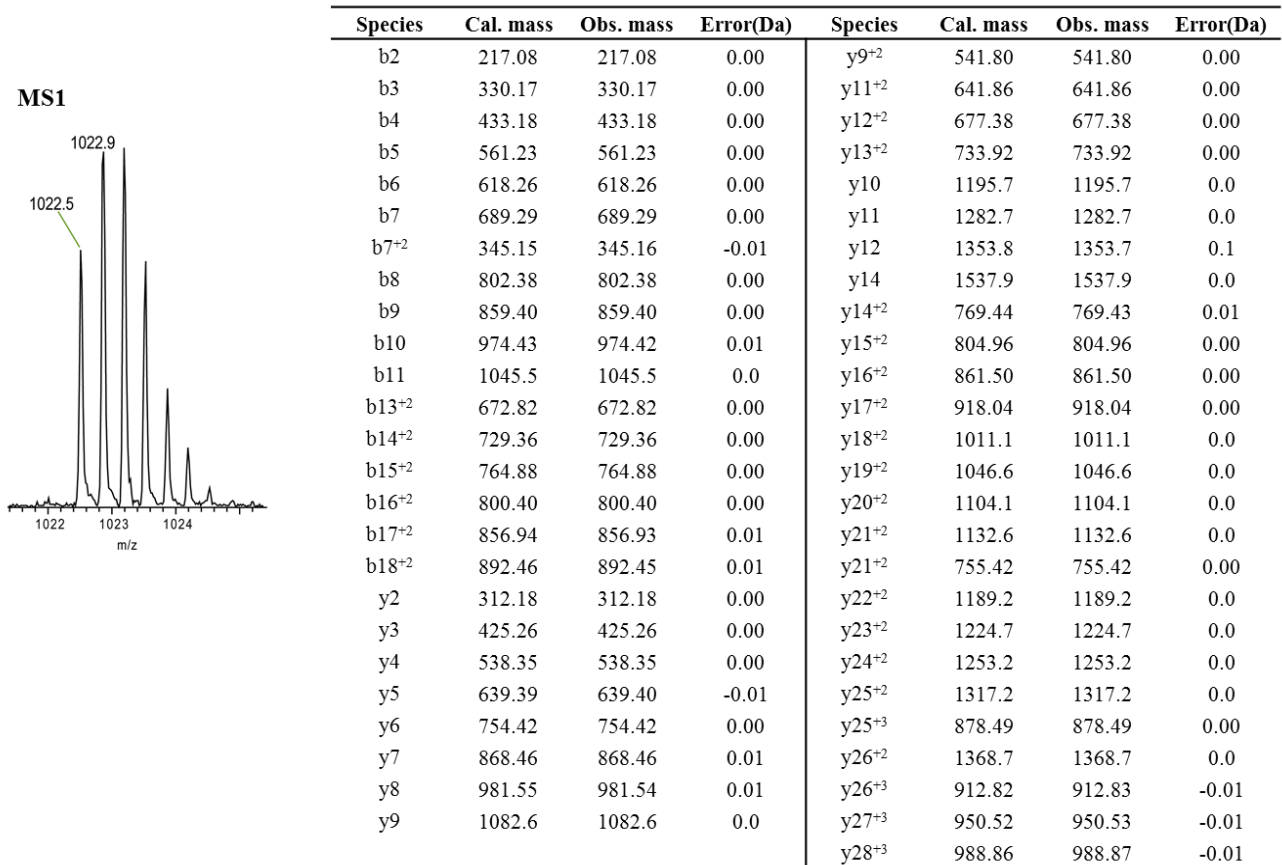 Species Cal. mass Obs. mass Error(Da) Species Cal. mass Obs. mass Error(Da)
b2 217.08 217.08 0.00 y9+2 541.80 541.80 0.00
b3 330.17 330.17 0.00 y11+2 641.86 641.86 0.00
MS1
b4 433.18 433.18 0.00 y12+2 677.38 677.38 0.00
1022.9
b5 561.23 561.23 0.00 y13+2 733.92 733.92 0.00
b6 618.26 618.26 0.00 y10 1195.7 1195.7 0.0
1022.5
b7 689.29 689.29 0.00 y11 1282.7 1282.7 0.0
b7+2 345.15 345.16 -0.01 y12 1353.8 1353.7 0.1
b8 802.38 802.38 0.00 y14 1537.9 1537.9 0.0
b9 859.40 859.40 0.00 y14+2 769.44 769.43 0.01
b10 974.43 974.42 0.01 y15+2 804.96 804.96 0.00
b11 1045.5 1045.5 0.0 y16+2 861.50 861.50 0.00
b13+2 672.82 672.82 0.00 y17+2 918.04 918.04 0.00
b14+2 729.36 729.36 0.00 y18+2 1011.1 1011.1 0.0
b15+2 764.88 764.88 0.00 y19+2 1046.6 1046.6 0.0
b16+2 800.40 800.40 0.00 y20+2 1104.1 1104.1 0.0
1022 1023 1024
m/z
b17+2 856.94 856.93 0.01 y21+2 1132.6 1132.6 0.0
b18+2 892.46 892.45 0.01 y21+2 755.42 755.42 0.00
y2 312.18 312.18 0.00 y22+2 1189.2 1189.2 0.0
y3 425.26 425.26 0.00 y23+2 1224.7 1224.7 0.0
y4 538.35 538.35 0.00 y24+2 1253.2 1253.2 0.0
y5 639.39 639.40 -0.01 y25+2 1317.2 1317.2 0.0
y6 754.42 754.42 0.00 y25+3 878.49 878.49 0.00
y7 868.46 868.46 0.01 y26+2 1368.7 1368.7 0.0
y8 981.55 981.54 0.01 y26+3 912.82 912.83 -0.01
y9 1082.6 1082.6 0.0 y27+3 950.52 950.53 -0.01
y28+3 988.86 988.87 -0.01